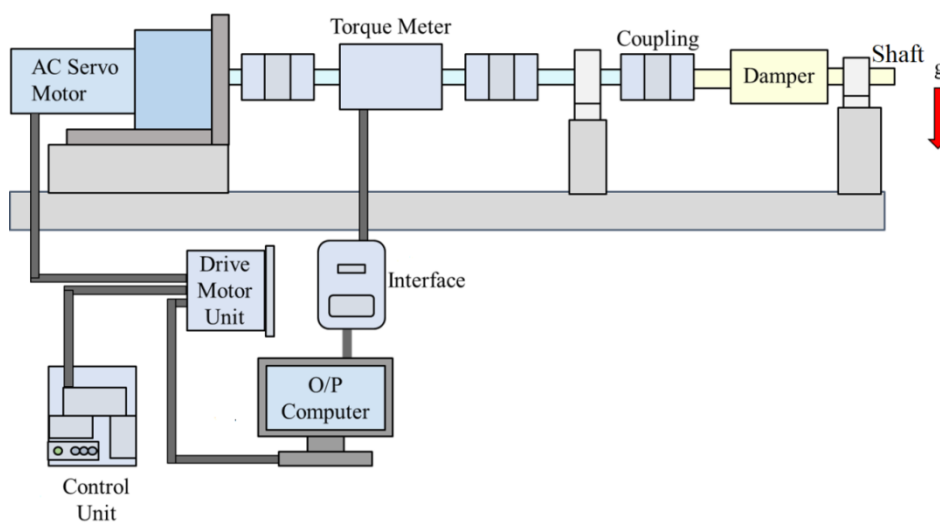 Torque Meter
AC Servo
Motor
Coupling
Damper
Shaft
g
Drive
Motor
Unit
Interface
O/P
Computer
Control
Unit